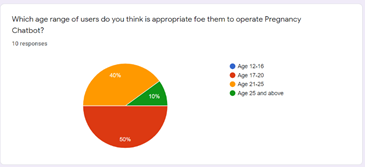 Which age range of users do you think is appropriate foe them to operate Pregnancy
Chatbot?
10 responses
Age 12-16
Age 17-20
Age 21-25
Age 25 and above
40%
10%
50%